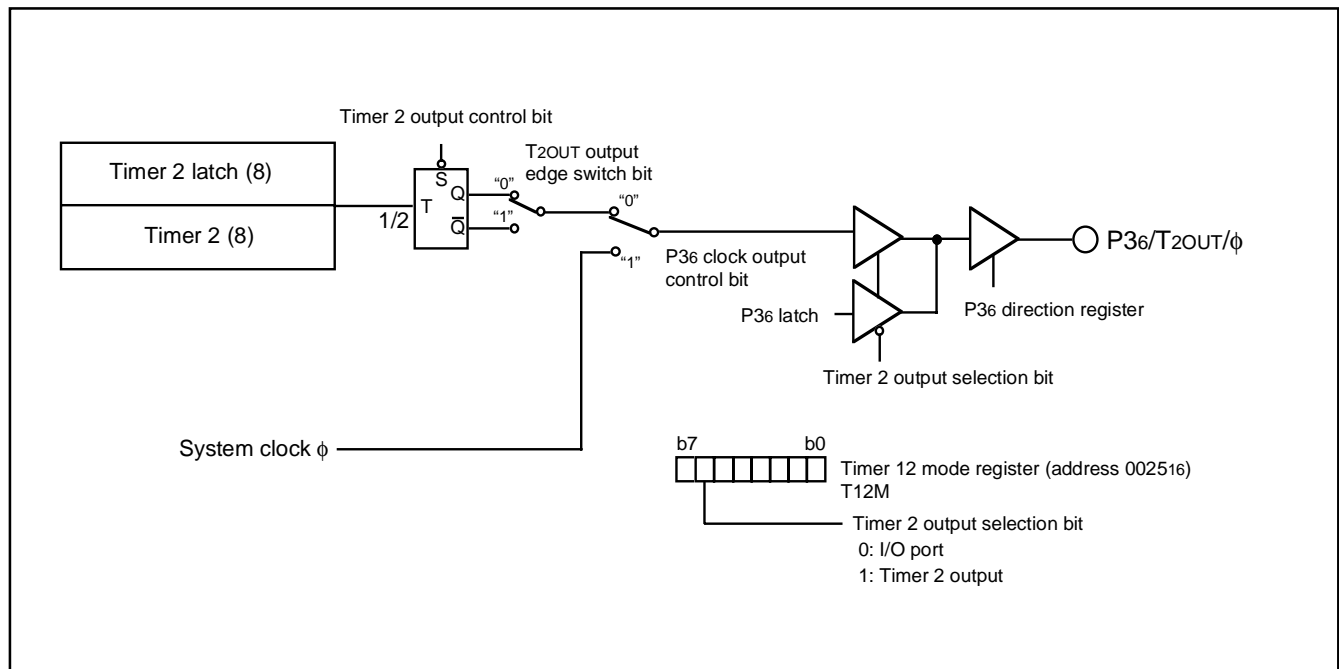 Timer 2 output control bit
Timer 2 latch (8)
Timer 2 (8)
1/2
T
S
Q
Q̅
T2OUT output
edge switch bit
“0”
“1”
“0”
“1”
P36 clock output
control bit
P36 latch
P36/T2OUT/ϕ
P36 direction register
Timer 2 output selection bit
System clock ϕ
b7
b0
Timer 12 mode register (address 002516)
T12M
Timer 2 output selection bit
0: I/O port
1: Timer 2 output